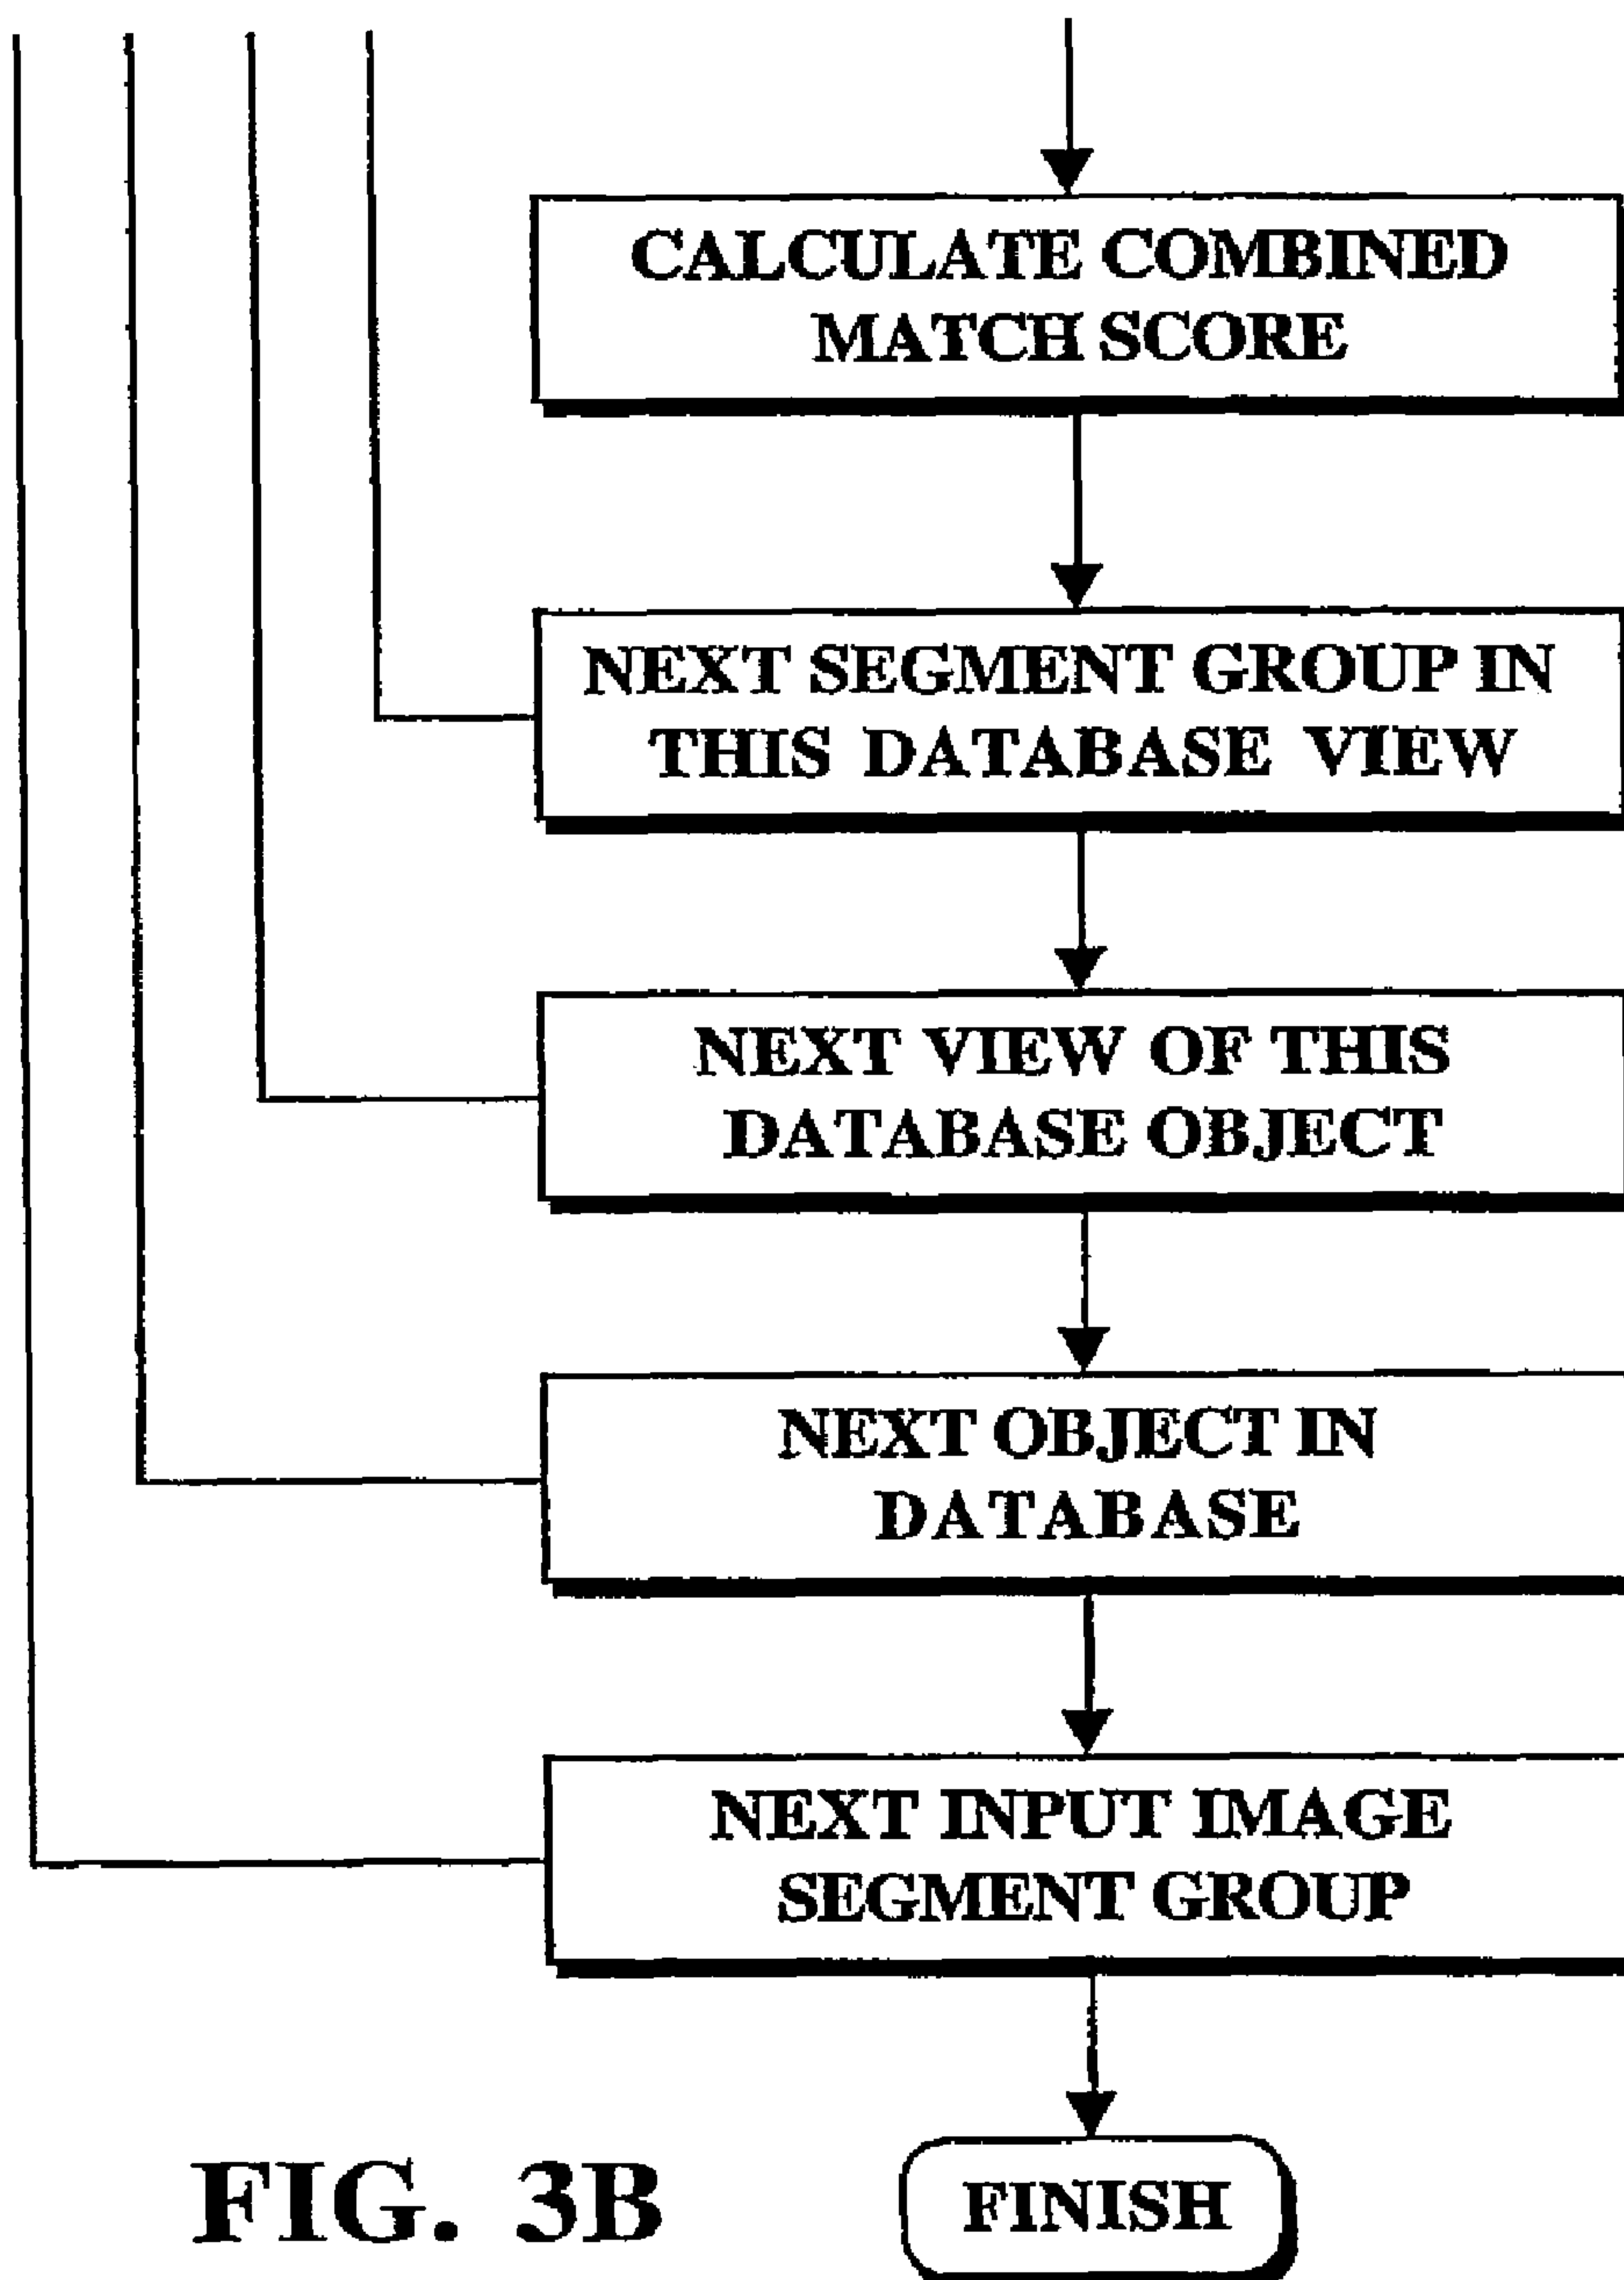 CALCULATE COMBINED
MATCH SCORE
NEXT SEGMENT GROUP IN
THIS DATABASE VIEW
NEXT VIEW OF THIS
DATABASE OBJECT
NEXT OBJECT IN
DATABASE
NEXT INPUT IMAGE
SEGMENT GROUP
FINISH
FIG. 3B